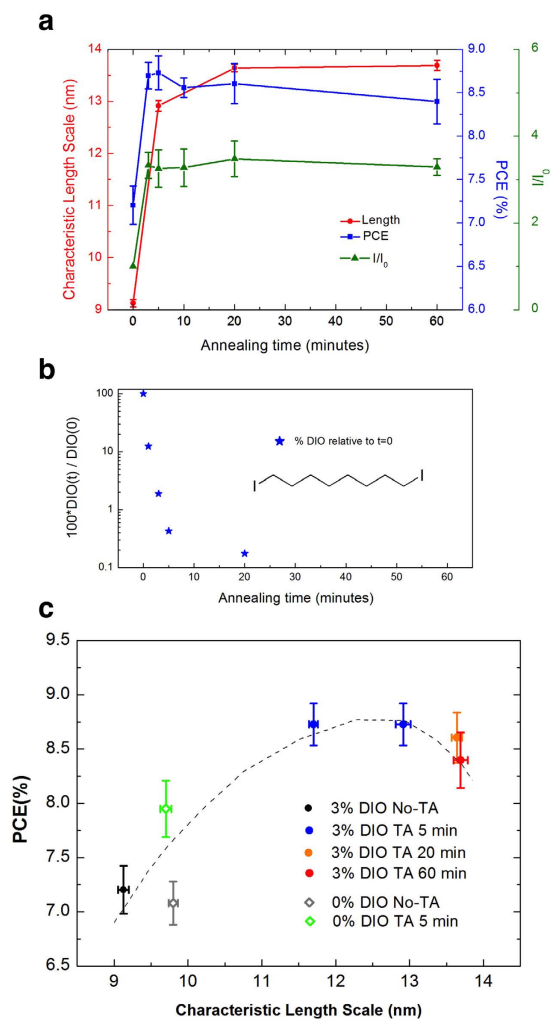 a
14
13
12
11
10
9
Characteristic Length Scale (nm)
9.0
8.5
8.0
7.5
7.0
6.5
6.0
PCE (%)
6
4
2
0
I/I0
Length
PCE
I/I0
0 10 20 30 40 50 60
Annealing time (minutes)
b
100
10
1
0.1
100*DIO(t) / DIO(0)
% DIO relative to t=0
I
I
0 10 20 30 40 50 60
Annealing time (minutes)
c
9.5
9.0
8.5
8.0
7.5
7.0
6.5
PCE(%)
3% DIO No-TA
3% DIO TA 5 min
3% DIO TA 20 min
3% DIO TA 60 min
0% DIO No-TA
0% DIO TA 5 min
9 10 11 12 13 14
Characteristic Length Scale (nm)